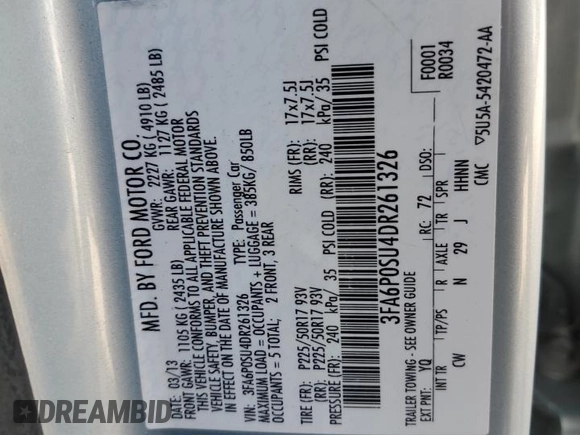 MFD. BY FORD MOTOR CO.
DATE: 03/13 GVWR: 2227 KG ( 4910 LB)
FRONT GAWR: 1105 KG (2435 LB) REAR GAWR: 1127 KG ( 2485 LB)
THIS VEHICLE CONFORMS TO ALL APPLICABLE FEDERAL MOTOR
VEHICLE SAFETY, BUMPER, AND THEFT PREVENTION STANDARDS
IN EFFECT ON THE DATE OF MANUFACTURE SHOWN ABOVE.
VIN: 3FA6P0SU4DR261326 TYPE: Passenger Car
MAXIMUM LOAD = OCCUPANTS + LUGGAGE = 385KG/ 850LB
OCCUPANTS = 5 TOTAL; 2 FRONT, 3 REAR
TIRE (FR): P225/50R17 93V RIMS (FR): 17x7.5J
(RR): P225/50R17 93V (RR): 17x7.5J
PRESSURE (FR): 240 kPa/ 35 PSI COLD (RR): 240 kPa/ 35 PSI COLD
3FA6P0SU4DR261326
F0001
R0034
TRAILER TOWING - SEE OWNER GUIDE
EXT PNT: YQ RC: 72 DSO:
INT TR TP/PS R AXLE TR SPR
CW N 29 J HHNN
CMC ▽5U5A-5420472-AA
DREAMBID